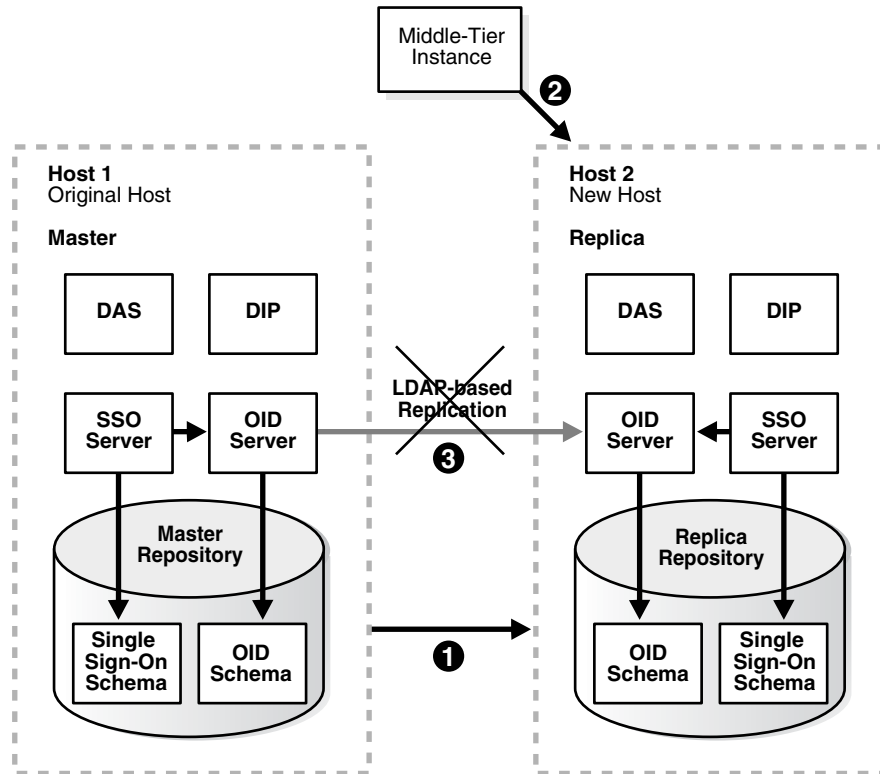 Middle-Tier
Instance
2
Host 1
Original Host
Master
DAS
DIP
SSO
Server
OID
Server
Master
Repository
Single
Sign-On
Schema
OID
Schema
LDAP-based
Replication
3
1
Host 2
New Host
Replica
DAS
DIP
OID
Server
SSO
Server
Replica
Repository
OID
Schema
Single
Sign-On
Schema